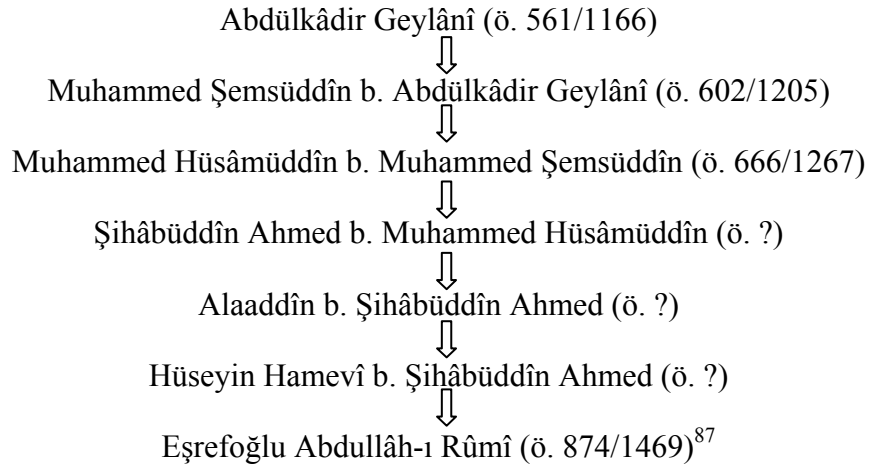 Abdülkâdir Geylânî (ö. 561/1166)
Muhammed Şemsüddîn b. Abdülkâdir Geylânî (ö. 602/1205)
Muhammed Hüsâmüddîn b. Muhammed Şemsüddîn (ö. 666/1267)
Şihâbüddîn Ahmed b. Muhammed Hüsâmüddîn (ö. ?)
Alaaddîn b. Şihâbüddîn Ahmed (ö. ?)
Hüseyin Hamevî b. Şihâbüddîn Ahmed (ö. ?)
Eşrefoğlu Abdullâh-ı Rûmî (ö. 874/1469)87